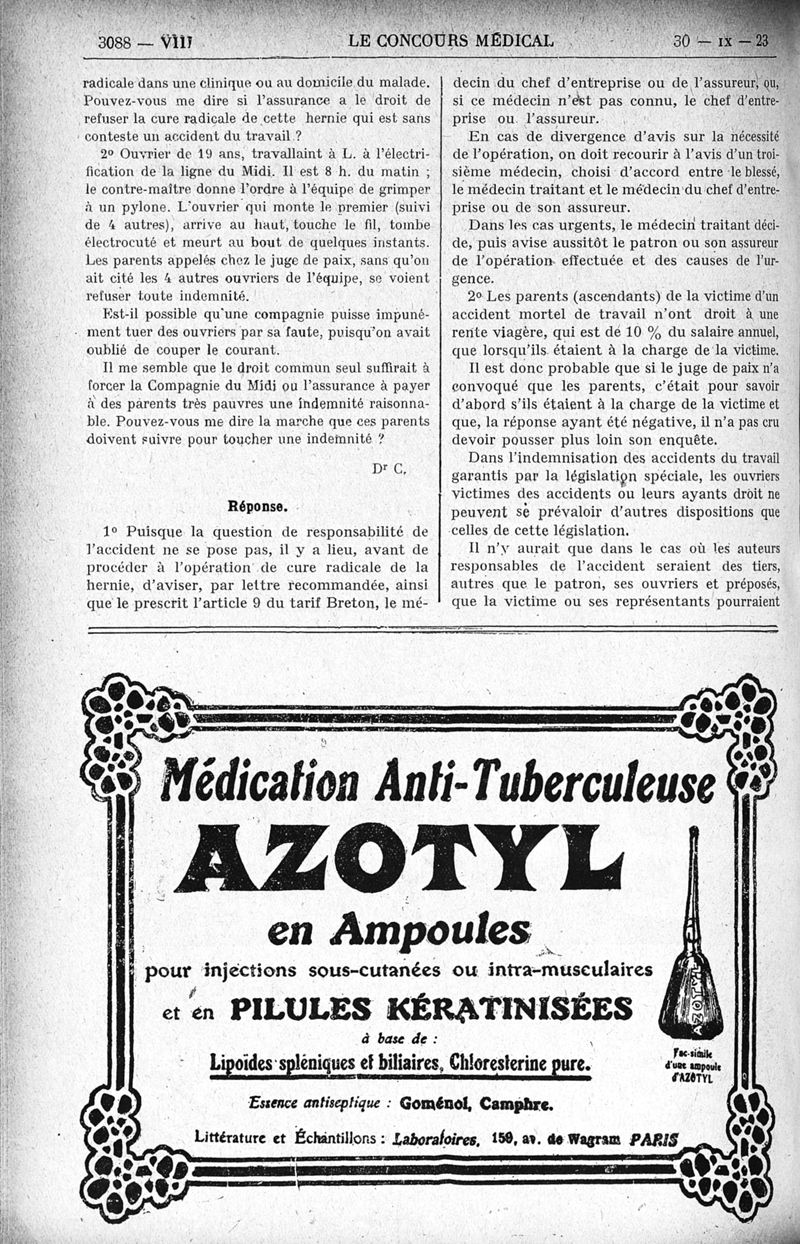 3088 — VIII LE CONCOURS MÉDICAL 30 — IX — 23
radicale dans une clinique ou au domicile du malade.
Pouvez-vous me dire si l'assurance a le droit de
refuser la cure radicale de cette hernie qui est sans
conteste un accident du travail ?
2º Ouvrier de 19 ans, travallaint à L. à l'électri-
fication de la ligne du Midi. Il est 8 h. du matin ;
le contre-maître donne l'ordre à l'équipe de grimper
à un pylone. L'ouvrier qui monte le premier (suivi
de 4 autres), arrive au haut, touche le fil, tombe
électrocuté et meurt au bout de quelques instants.
Les parents appelés chez le juge de paix, sans qu'on
ait cité les 4 autres ouvriers de l'équipe, se voient
refuser toute indemnité.
Est-il possible qu'une compagnie puisse impuné-
ment tuer des ouvriers par sa faute, puisqu'on avait
oublié de couper le courant.
Il me semble que le droit commun seul suffirait à
forcer la Compagnie du Midi ou l'assurance à payer
à des parents très pauvres une indemnité raisonna-
ble. Pouvez-vous me dire la marche que ces parents
doivent suivre pour toucher une indemnité ?
Dr C.
Réponse.
1º Puisque la question de responsabilité de
l'accident ne se pose pas, il y a lieu, avant de
procéder à l'opération de cure radicale de la
hernie, d'aviser, par lettre recommandée, ainsi
que le prescrit l'article 9 du tarif Breton, le mé-
decin du chef d'entreprise ou de l'assureur, ou,
si ce médecin n'est pas connu, le chef d'entre-
prise ou l'assureur.
En cas de divergence d'avis sur la nécessité
de l'opération, on doit recourir à l'avis d'un troi-
sième médecin, choisi d'accord entre le blessé,
le médecin traitant et le médecin du chef d'entre-
prise ou de son assureur.
Dans les cas urgents, le médecin traitant déci-
de, puis avise aussitôt le patron ou son assureur
de l'opération effectuée et des causes de l'ur-
gence.
2º Les parents (ascendants) de la victime d'un
accident mortel de travail n'ont droit à une
rente viagère, qui est dé 10 % du salaire annuel,
que lorsqu'ils étaient à la charge de la victime.
Il est donc probable que si le juge de paix n'a
convoqué que les parents, c'était pour savoir
d'abord s'ils étaient à la charge de la victime et
que, la réponse ayant été négative, il n'a pas cru
devoir pousser plus loin son enquête.
Dans l'indemnisation des accidents du travail
garantis par la législation spéciale, les ouvriers
victimes des accidents ou leurs ayants droit ne
peuvent se prévaloir d'autres dispositions que
celles de cette législation.
Il n'y aurait que dans le cas où les auteurs
responsables de l'accident seraient des tiers,
autres que le patron, ses ouvriers et préposés,
que la victime ou ses représentants pourraient
Médication Anti-Tuberculeuse
AZOTYL
en Ampoules
pour injections sous-cutanées ou intra-musculaires
et en PILULES KÉRATINISÉES
à base de :
Lipoïdes spléniques et biliaires, Chloresterine pure.
Essence antiseptique : Goménol, Camphre.
Littérature et Échantillons : Laboratoires, 159, av. de Wagram PARIS
AZOTYL
Fac-similé
d'une ampoule
d'AZOTYL